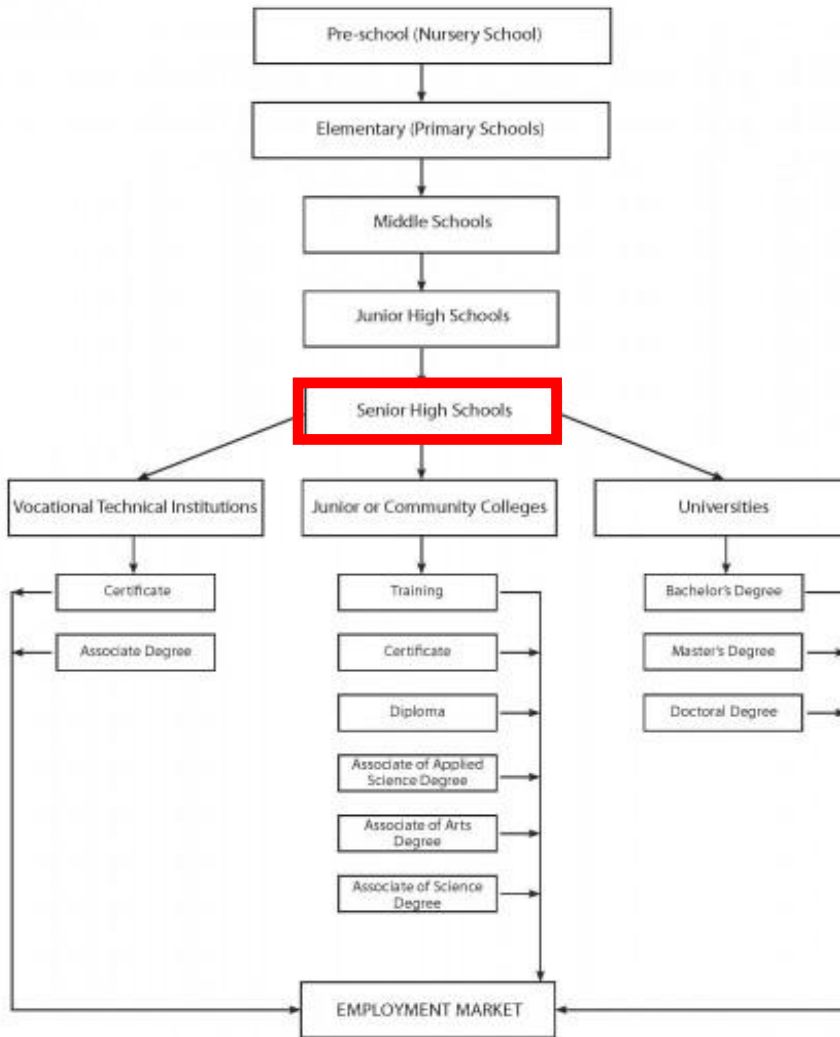 Pre-school (Nursery School)
Elementary (Primary Schools)
Middle Schools
Junior High Schools
Senior High Schools
Vocational Technical Institutions
Junior or Community Colleges
Universities
Certificate
Associate Degree
Training
Certificate
Diploma
Associate of Applied
Science Degree
Associate of Arts
Degree
Associate of Science
Degree
Bachelor's Degree
Master's Degree
Doctoral Degree
EMPLOYMENT MARKET